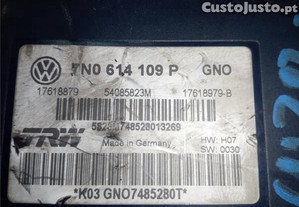 CustoJusto.pt
7N0 614 109 P GNO
17618879 54085823M 17618979-B
TRW
Made in Germany
HW: H07
SW: 0030
*K03 GNO7485280T*